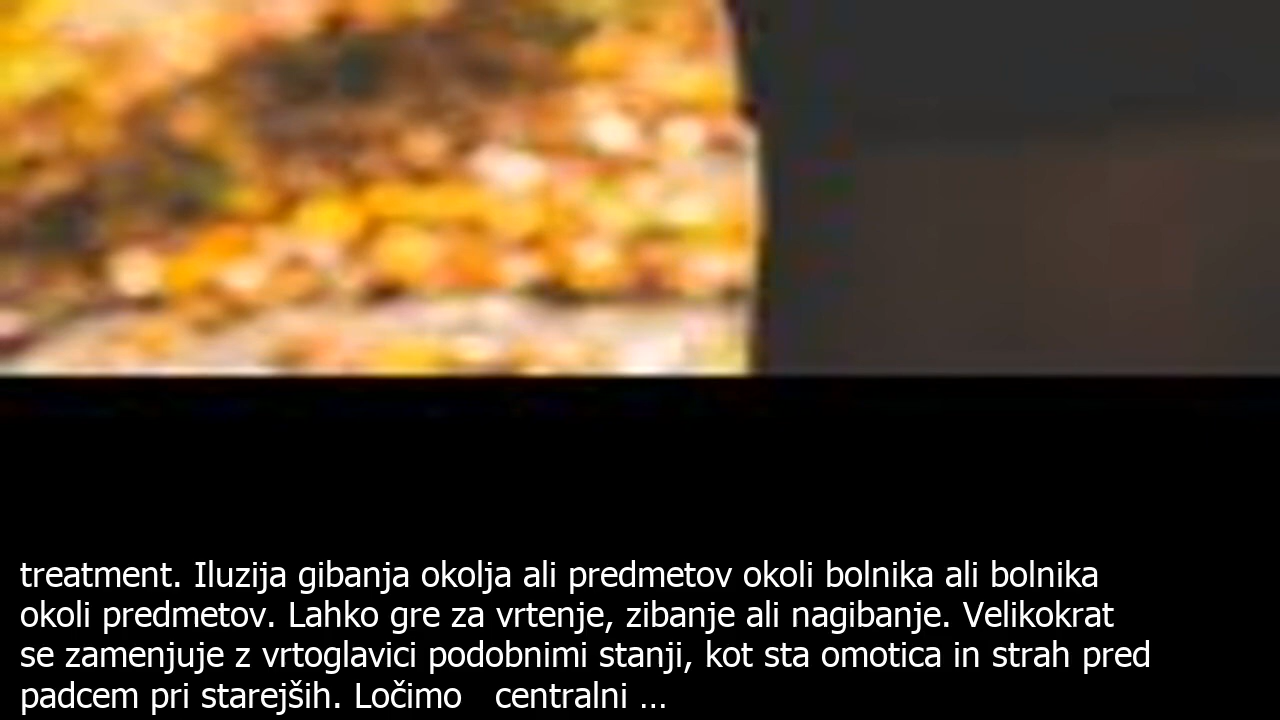 treatment. Iluzija gibanja okolja ali predmetov okoli bolnika ali bolnika
okoli predmetov. Lahko gre za vrtenje, zibanje ali nagibanje. Velikokrat
se zamenjuje z vrtoglavici podobnimi stanji, kot sta omotica in strah pred
padcem pri starejših. Ločimo   centralni ...